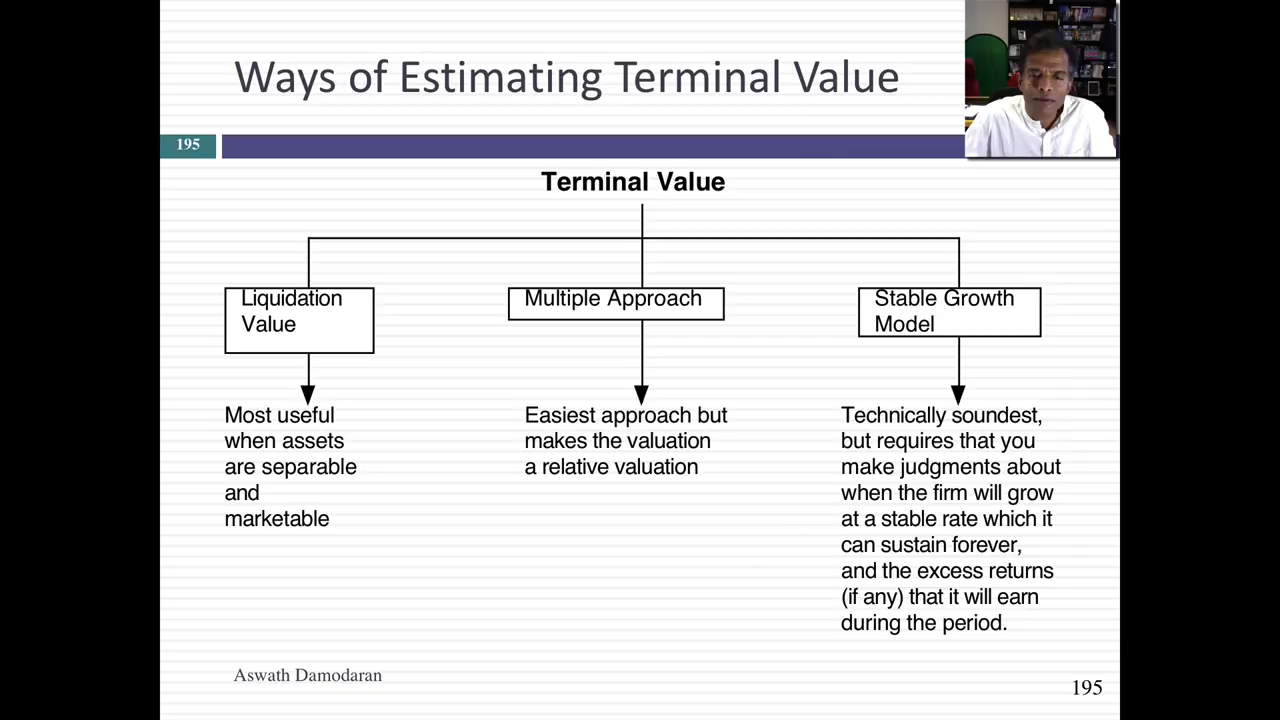 Ways of Estimating Terminal Value
195
Terminal Value
Liquidation
Value
Multiple Approach
Stable Growth
Model
Most useful
when assets
are separable
and
marketable
Easiest approach but
makes the valuation
a relative valuation
Technically soundest,
but requires that you
make judgments about
when the firm will grow
at a stable rate which it
can sustain forever,
and the excess returns
(if any) that it will earn
during the period.
Aswath Damodaran
195